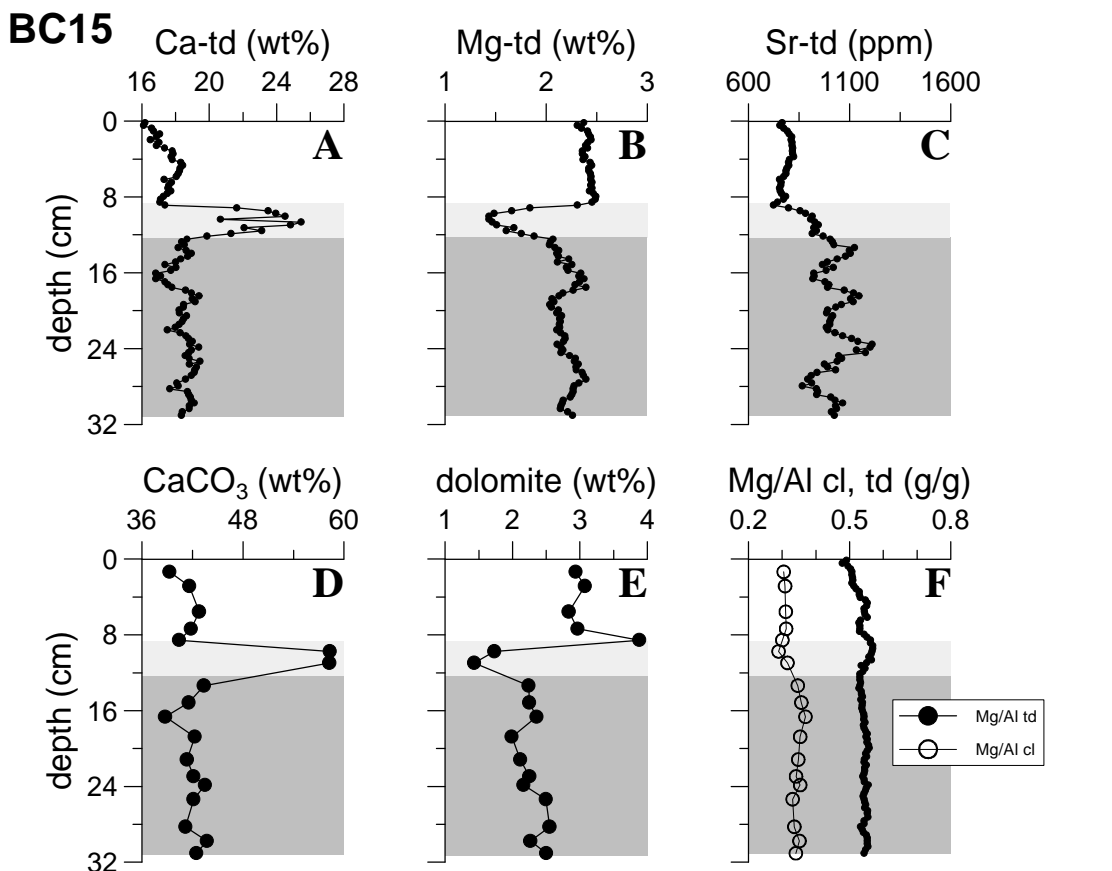 BC15
Ca-td (wt%) Mg-td (wt%) Sr-td (ppm)
16 20 24 28 1 2 3 600 1100 1600
0
8
16
24
32
depth (cm)
A B C
CaCO₃ (wt%) dolomite (wt%) Mg/Al cl, td (g/g)
36 48 60 1 2 3 4 0.2 0.5 0.8
0
8
16
24
32
depth (cm)
D E F
Mg/Al td
Mg/Al cl